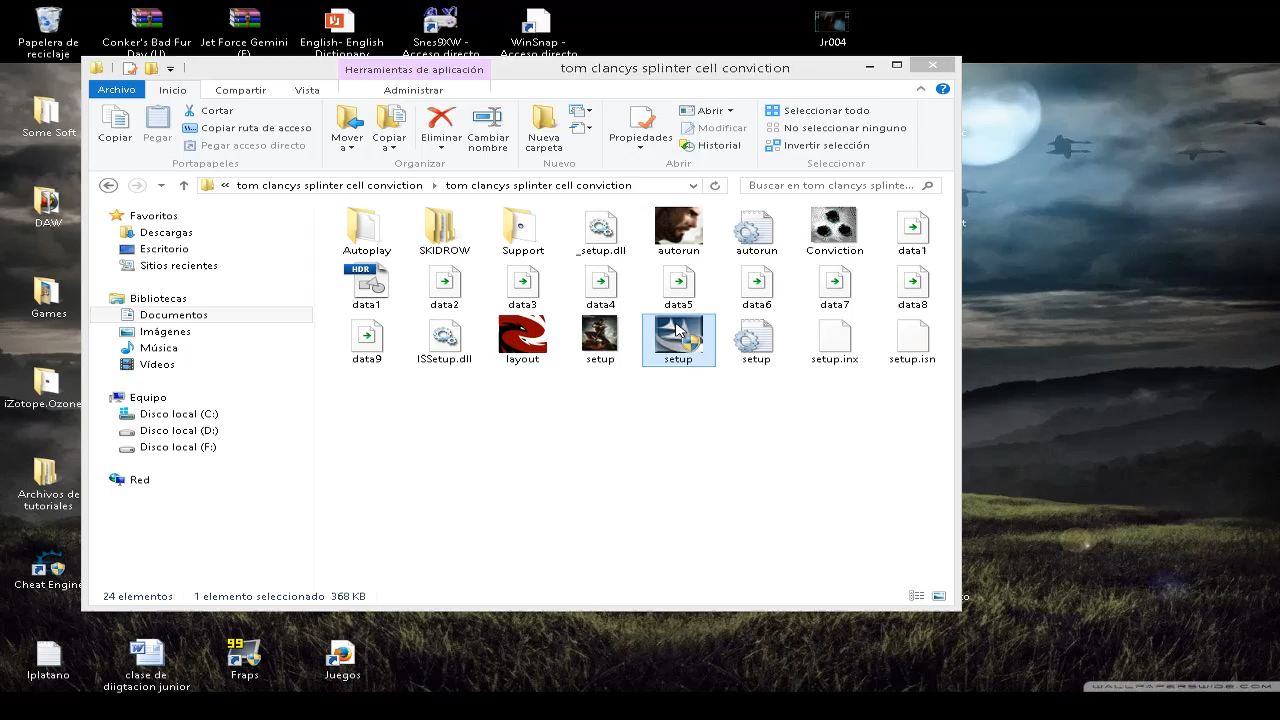 Papelera de reciclaje
Conker's Bad Fur Day (U)
Jet Force Gemini (E)
English- English Dictionary
Snes9XW - Acceso directo
WinSnap - Acceso directo
Jr004
Herramientas de aplicación
tom clancys splinter cell conviction
Archivo
Inicio
Compartir
Vista
Administrar
Copiar
Pegar
Cortar
Copiar ruta de acceso
Pegar acceso directo
Portapapeles
Mover a
Copiar a
Eliminar
Cambiar nombre
Organizar
Nueva carpeta
Nuevo
Propiedades
Abrir
Modificar
Historial
Abrir
Seleccionar todo
No seleccionar ninguno
Invertir selección
Seleccionar
« tom clancys splinter cell conviction
tom clancys splinter cell conviction
Buscar en tom clancys splinte...
Favoritos
Descargas
Escritorio
Sitios recientes
Bibliotecas
Documentos
Imágenes
Música
Vídeos
Equipo
Disco local (C:)
Disco local (D:)
Disco local (F:)
Red
Autoplay
SKIDROW
Support
_setup.dll
autorun
autorun
Conviction
data1
HDR
data1
data2
data3
data4
data5
data6
data7
data8
data9
ISSetup.dll
layout
setup
setup
setup
setup.inx
setup.isn
24 elementos
1 elemento seleccionado 368 KB
Some Soft
DAW
Games
iZotope.Ozone
Archivos de tutoriales
Cheat Engine
Iplatano
clase de diigtacion junior
99
Fraps
Juegos
WALLPAPERSWIDE.COM